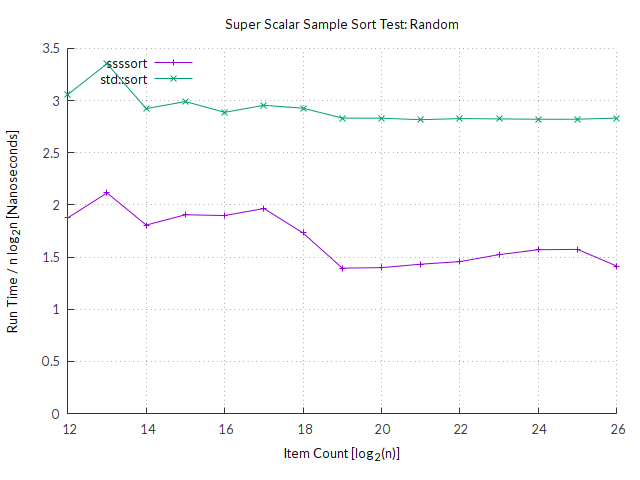 Super Scalar Sample Sort Test: Random
3.5
ssssort
std::sort
3
2.5
2
1.5
1
0.5
0
Run Time / n log2n [Nanoseconds]
12 14 16 18 20 22 24 26
Item Count [log2(n)]